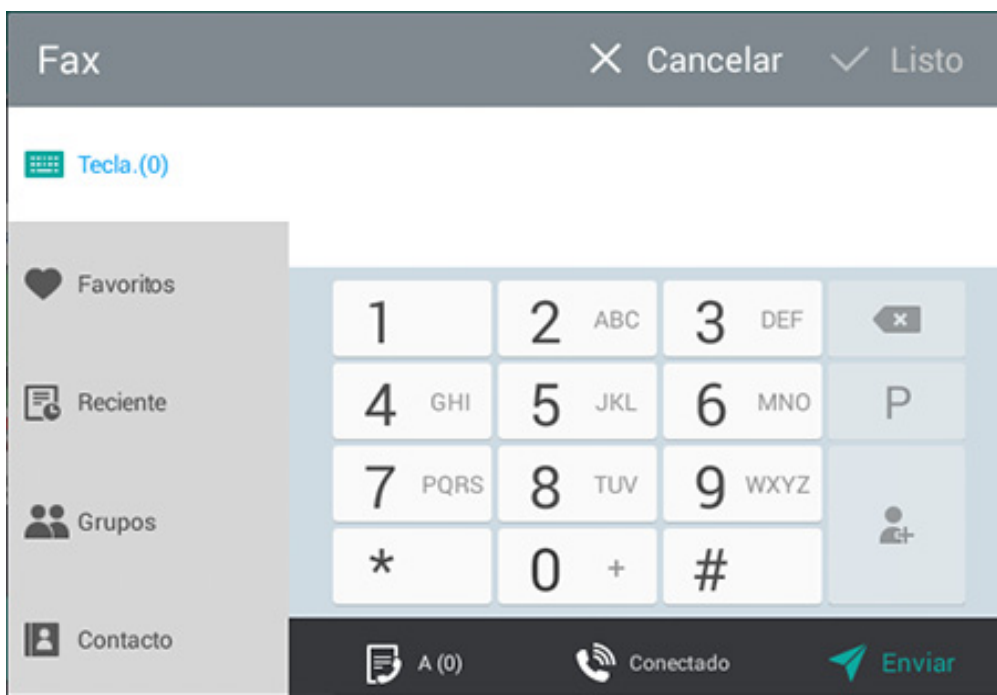 Fax
Cancelar
Listo
Tecla.(0)
Favoritos
Reciente
Grupos
Contacto
1
2 ABC
3 DEF
4 GHI
5 JKL
6 MNO
P
7 PQRS
8 TUV
9 WXYZ
*
0 +
#
A (0)
Conectado
Enviar